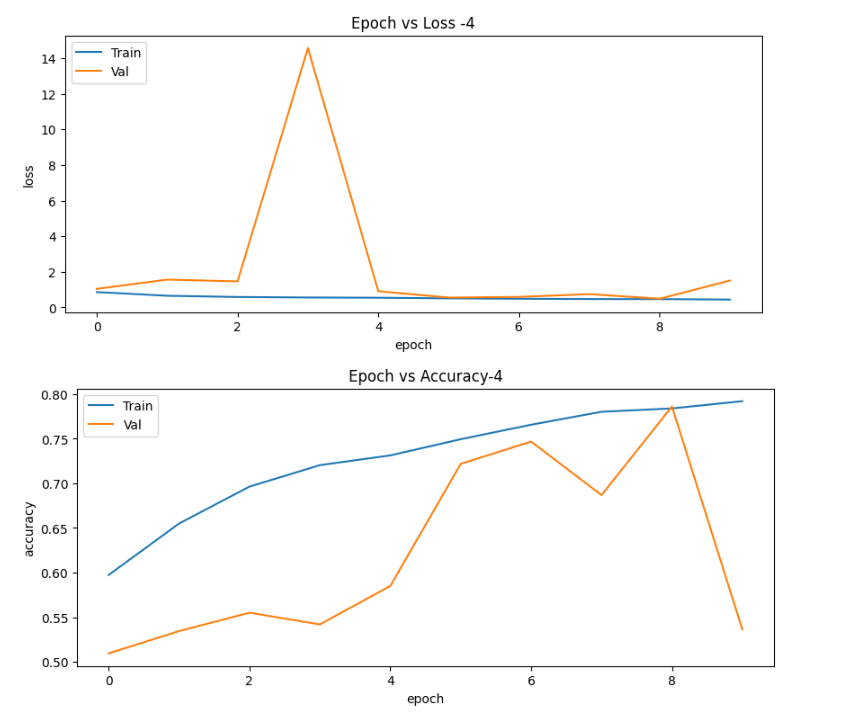 Epoch vs Loss -4
Train
Val
14
12
10
8
6
4
2
0
loss
0 2 4 6 8
epoch
Epoch vs Accuracy-4
Train
Val
0.80
0.75
0.70
0.65
0.60
0.55
0.50
accuracy
0 2 4 6 8
epoch